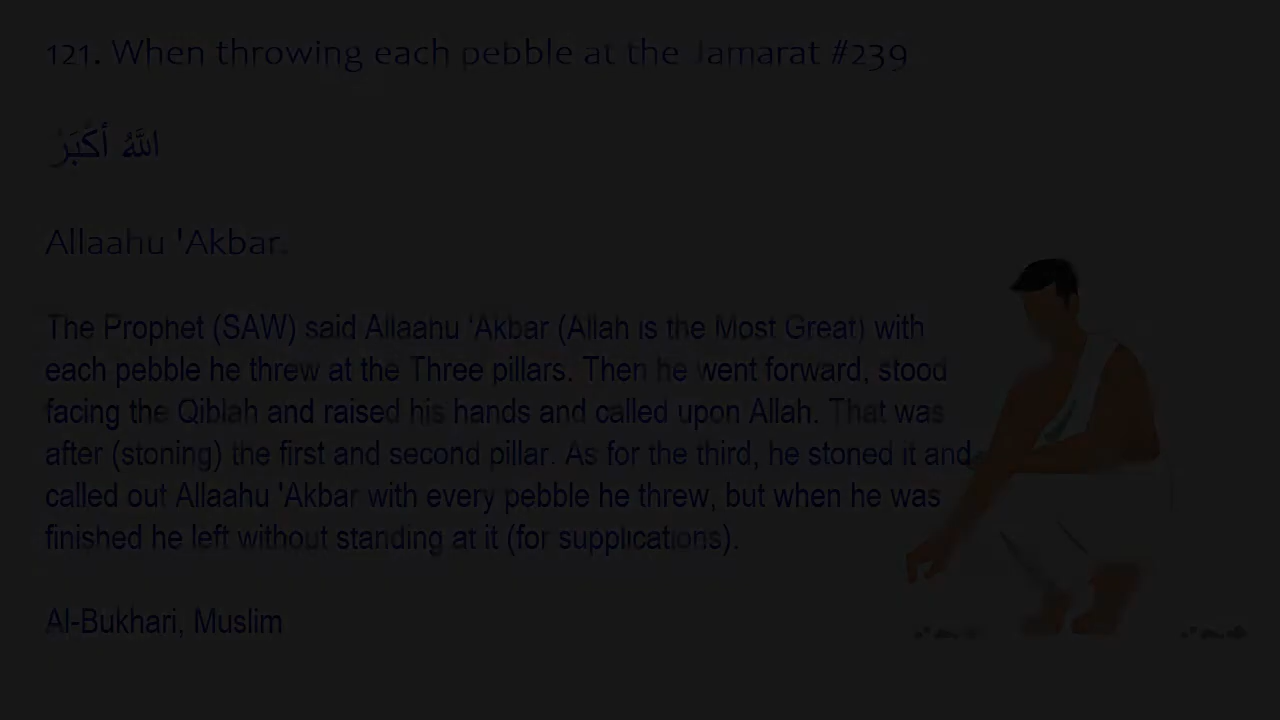 121. When throwing each pebble at the Jamarat #239
اللَّهُ أَكْبَرُ
Allaahu 'Akbar.
The Prophet (SAW) said Allaahu 'Akbar (Allah is the Most Great) with
each pebble he threw at the Three pillars. Then he went forward, stood
facing the Qiblah and raised his hands and called upon Allah. That was
after (stoning) the first and second pillar. As for the third, he stoned it and
called out Allaahu 'Akbar with every pebble he threw, but when he was
finished he left without standing at it (for supplications).
Al-Bukhari, Muslim